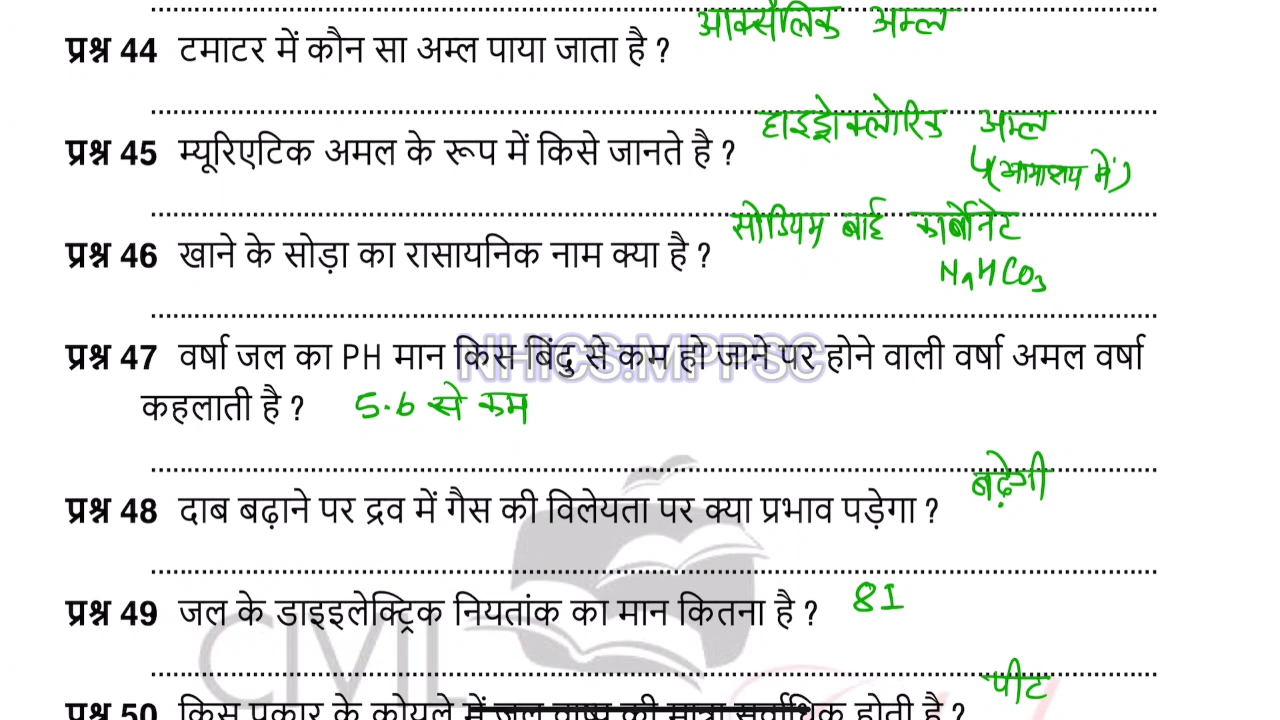 प्रश्न 44 टमाटर में कौन सा अम्ल पाया जाता है ? आक्सैलिक अम्ल
प्रश्न 45 म्यूरिएटिक अमल के रूप में किसे जानते है ? हाइड्रोक्लोरिक अम्ल
(आमाशय में)
प्रश्न 46 खाने के सोड़ा का रासायनिक नाम क्या है ? सोडियम बाई कार्बोनेट
NaHCO3
प्रश्न 47 वर्षा जल का PH मान किस बिंदु से कम हो जाने पर होने वाली वर्षा अमल वर्षा
NHICS:MPPSC
कहलाती है ? 5.6 से कम
प्रश्न 48 दाब बढ़ाने पर द्रव में गैस की विलेयता पर क्या प्रभाव पड़ेगा ? बढ़ेगी
प्रश्न 49 जल के डाइइलेक्ट्रिक नियतांक का मान कितना है ? 81
CIVIL
प्रश्न 50 किस प्रकार के कोयले में जल वाष्प की मात्रा सर्वाधिक होती है ? पीट